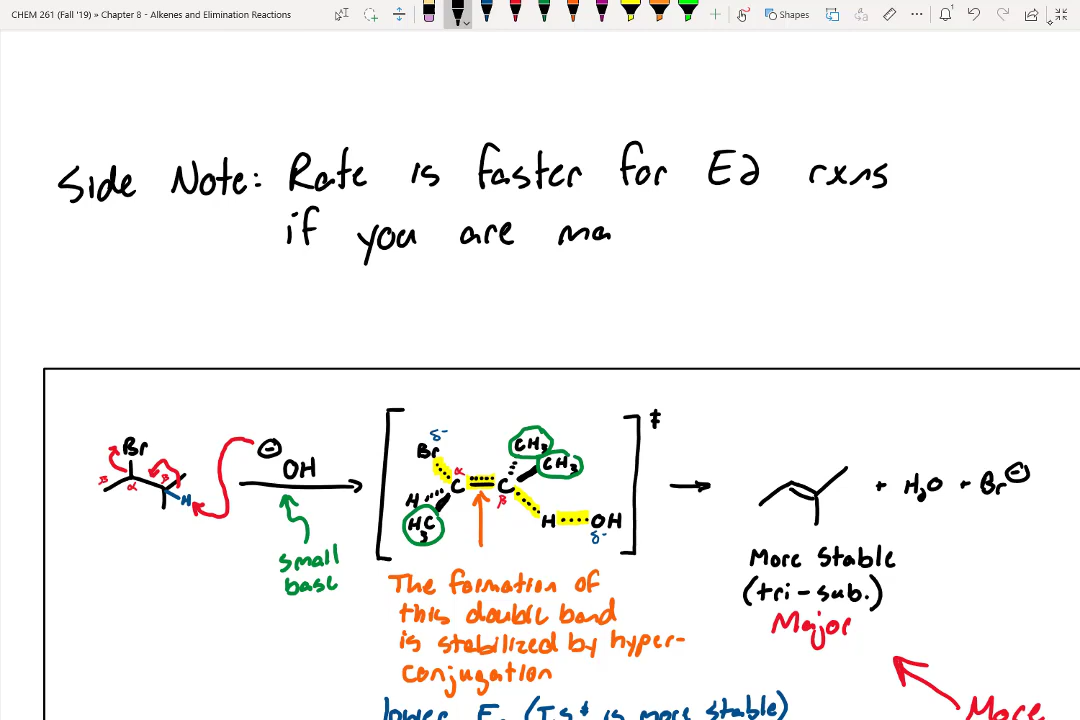 CHEM 261 (Fall '19) » Chapter 8 - Alkenes and Elimination Reactions
Shapes
Side Note: Rate is faster for E2 rxns
if you are ma
Br
β α β
H
⊖
OH
small
base
δ-
Br
α
H
H3C
C
C
β
CH3
CH3
H
OH
δ-
‡
The formation of
this double bond
is stabilized by hyper-
conjugation
lower Ea (T.S‡ is more stable)
+ H2O + Br⊖
More Stable
(tri-sub.)
Major
More